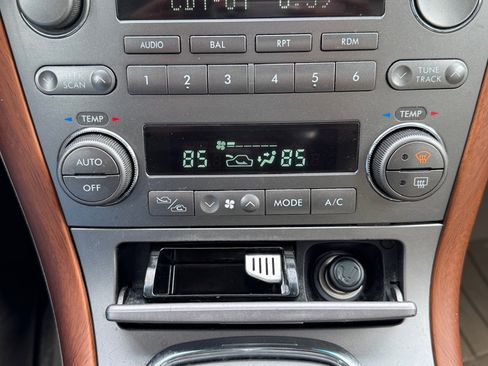 AUDIO BAL RPT RDM
SCAN 1 2 3 4 5 6 TUNE
TRACK
TEMP TEMP
AUTO 85 85
OFF
MODE A/C